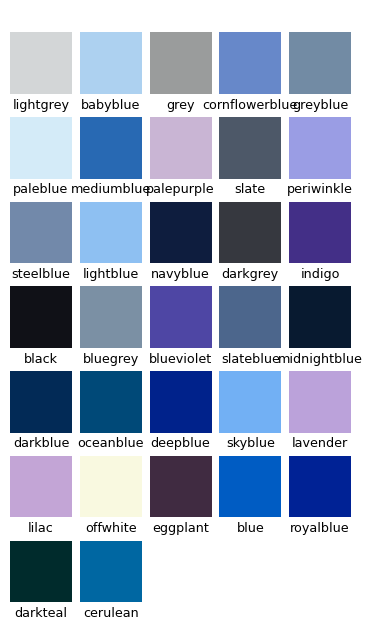 lightgrey babyblue grey cornflowerblue greyblue
paleblue mediumblue palepurple slate periwinkle
steelblue lightblue navyblue darkgrey indigo
black bluegrey blueviolet slateblue midnightblue
darkblue oceanblue deepblue skyblue lavender
lilac offwhite eggplant blue royalblue
darkteal cerulean